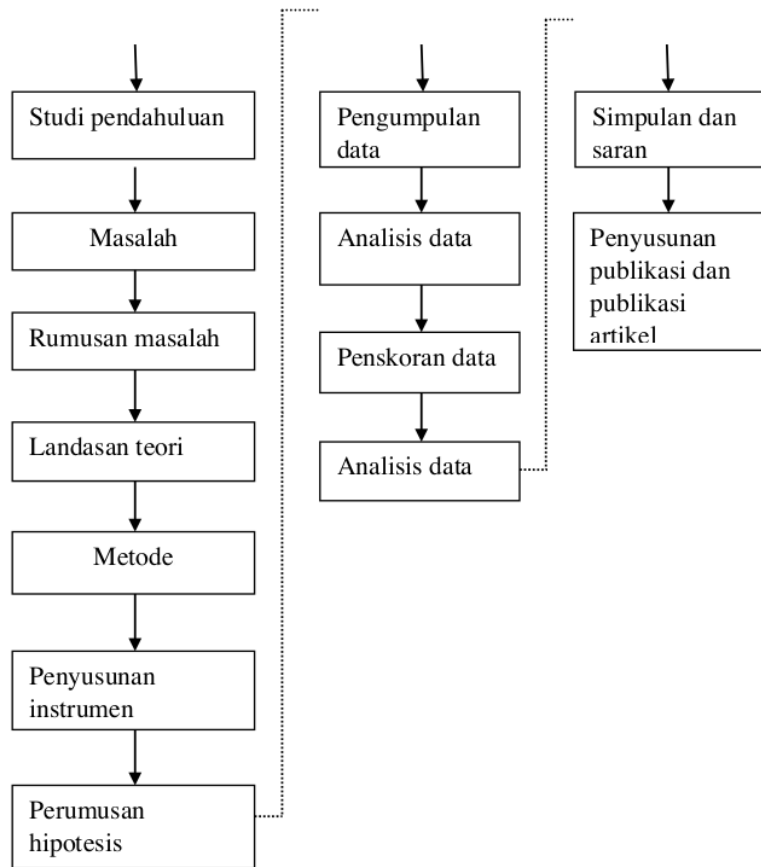 Studi pendahuluan
Masalah
Rumusan masalah
Landasan teori
Metode
Penyusunan
instrumen
Perumusan
hipotesis
Pengumpulan
data
Analisis data
Penskoran data
Analisis data
Simpulan dan
saran
Penyusunan
publikasi dan
publikasi
artikel